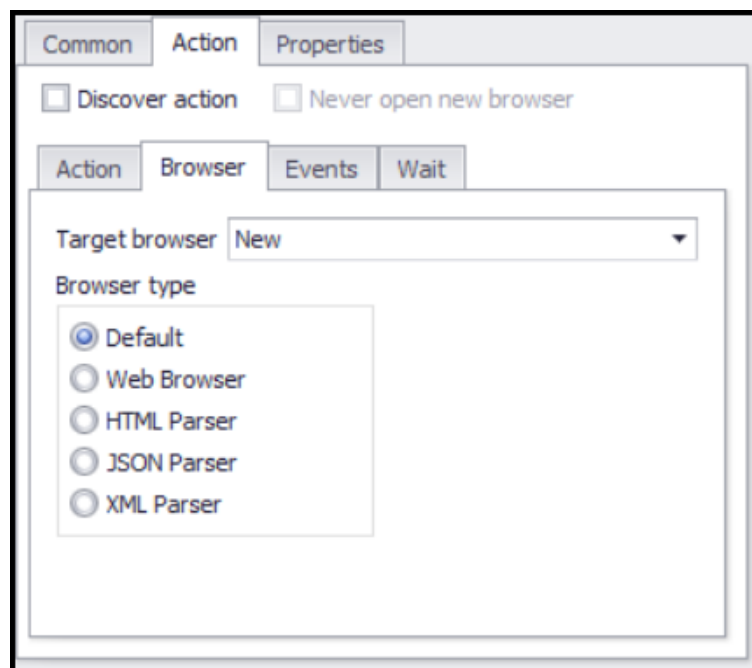 Common Action Properties
Discover action Never open new browser
Action Browser Events Wait
Target browser New
Browser type
Default
Web Browser
HTML Parser
JSON Parser
XML Parser